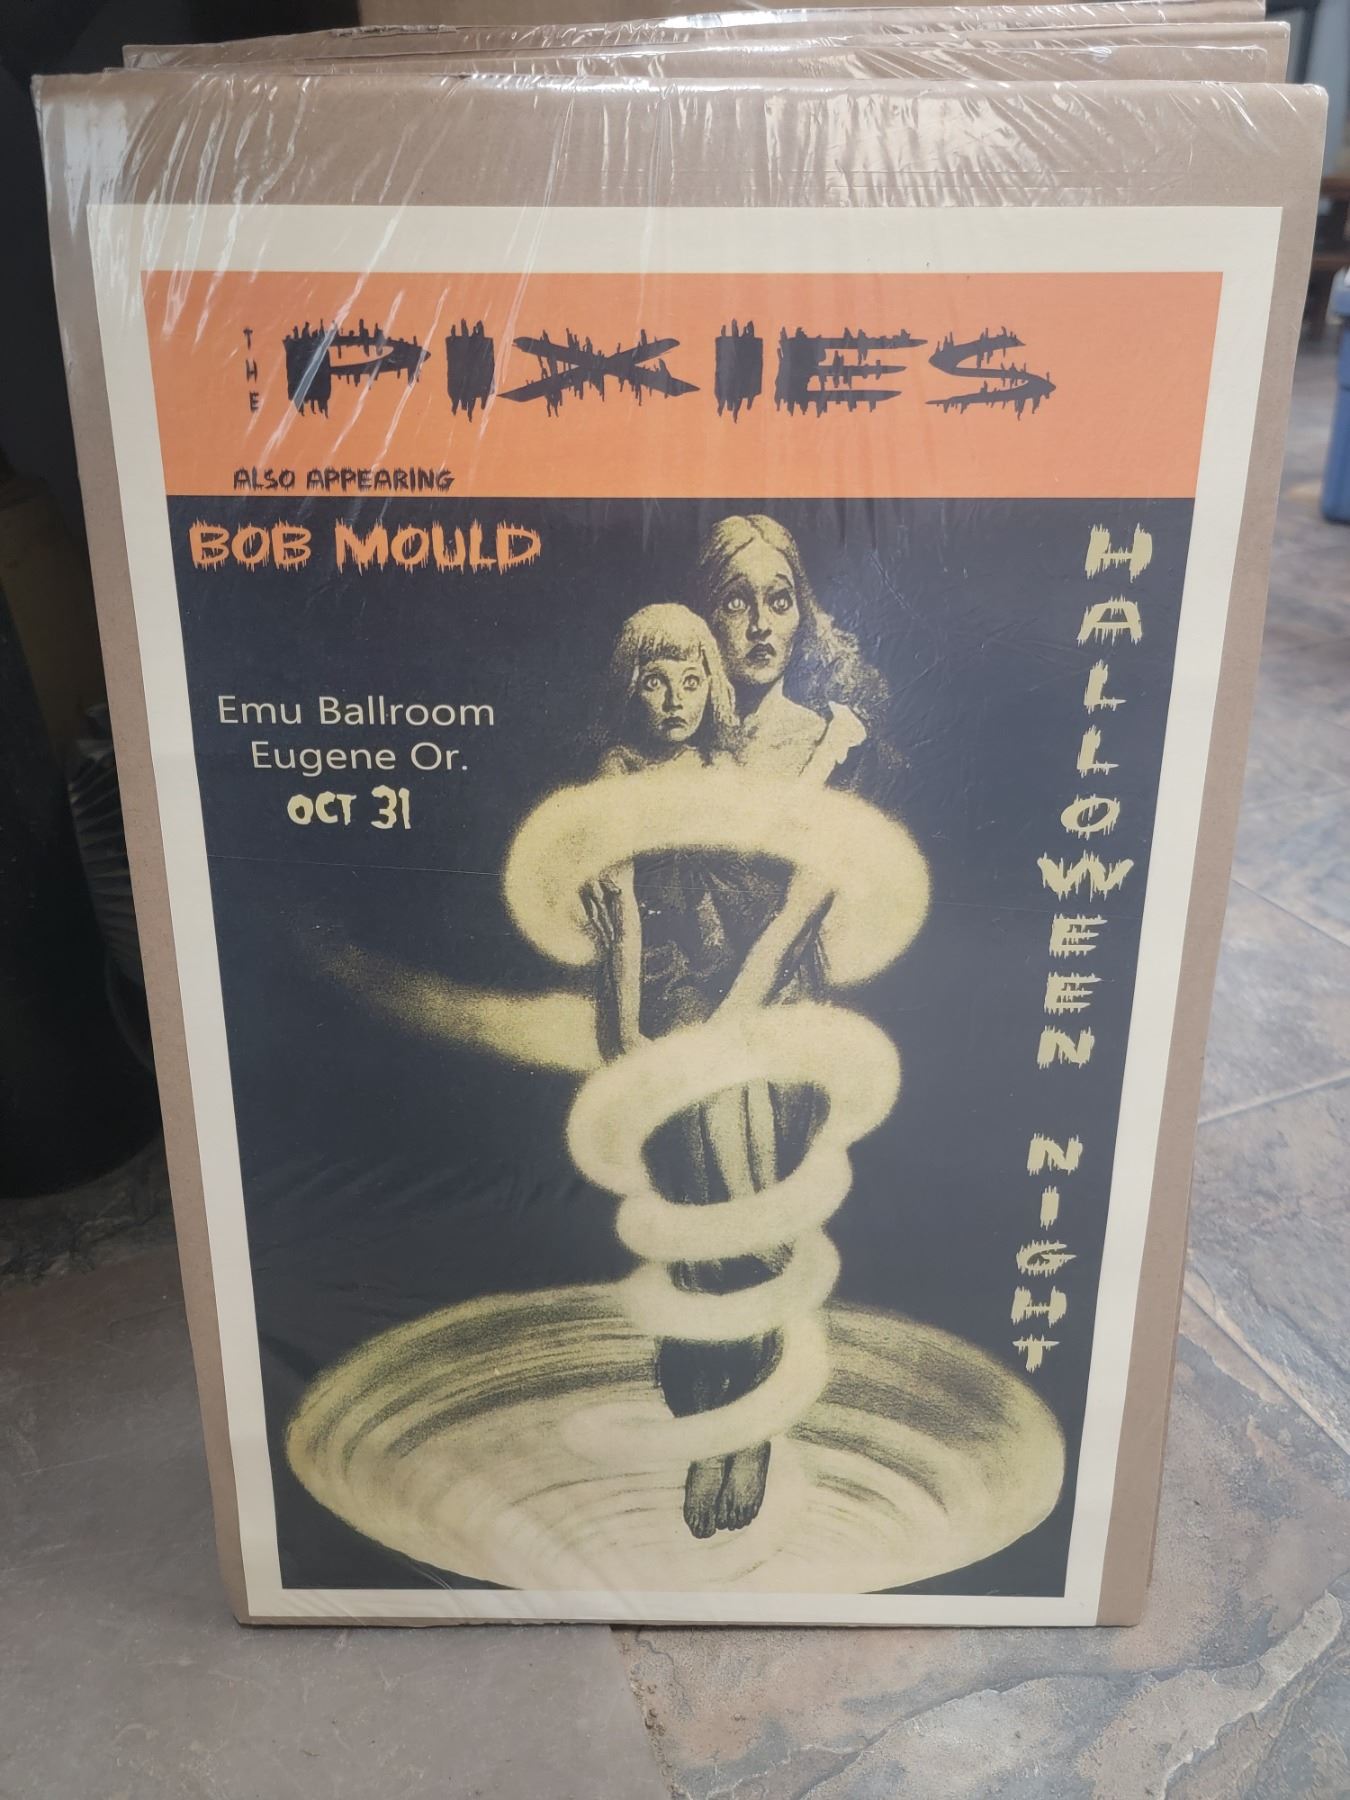 THE PIXIES
ALSO APPEARING
BOB MOULD
Emu Ballroom
Eugene Or.
OCT 31
HALLOWEEN NIGHT